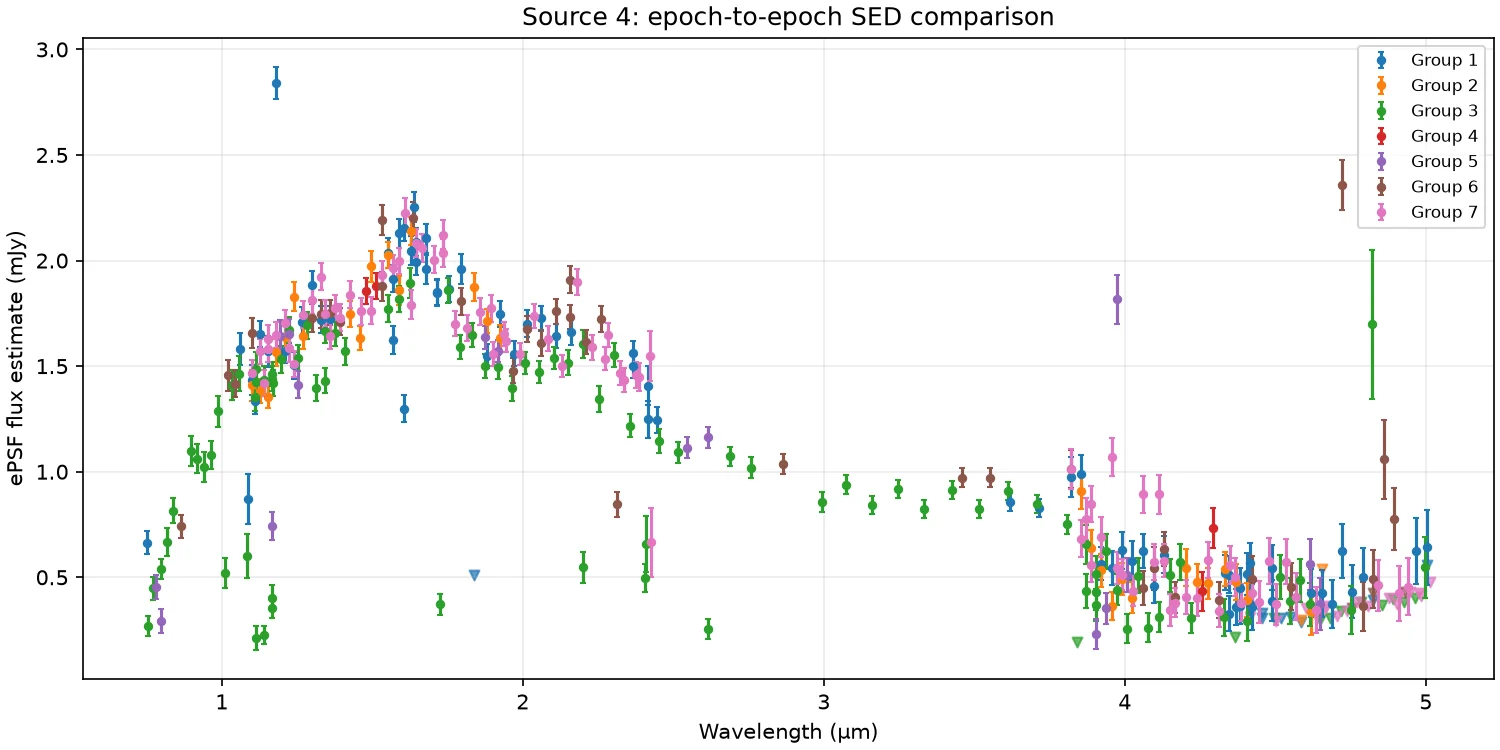 Source 4: epoch-to-epoch SED comparison
3.0
2.5
2.0
1.5
1.0
0.5
ePSF flux estimate (mJy)
Group 1
Group 2
Group 3
Group 4
Group 5
Group 6
Group 7
1
2
3
4
5
Wavelength (μm)